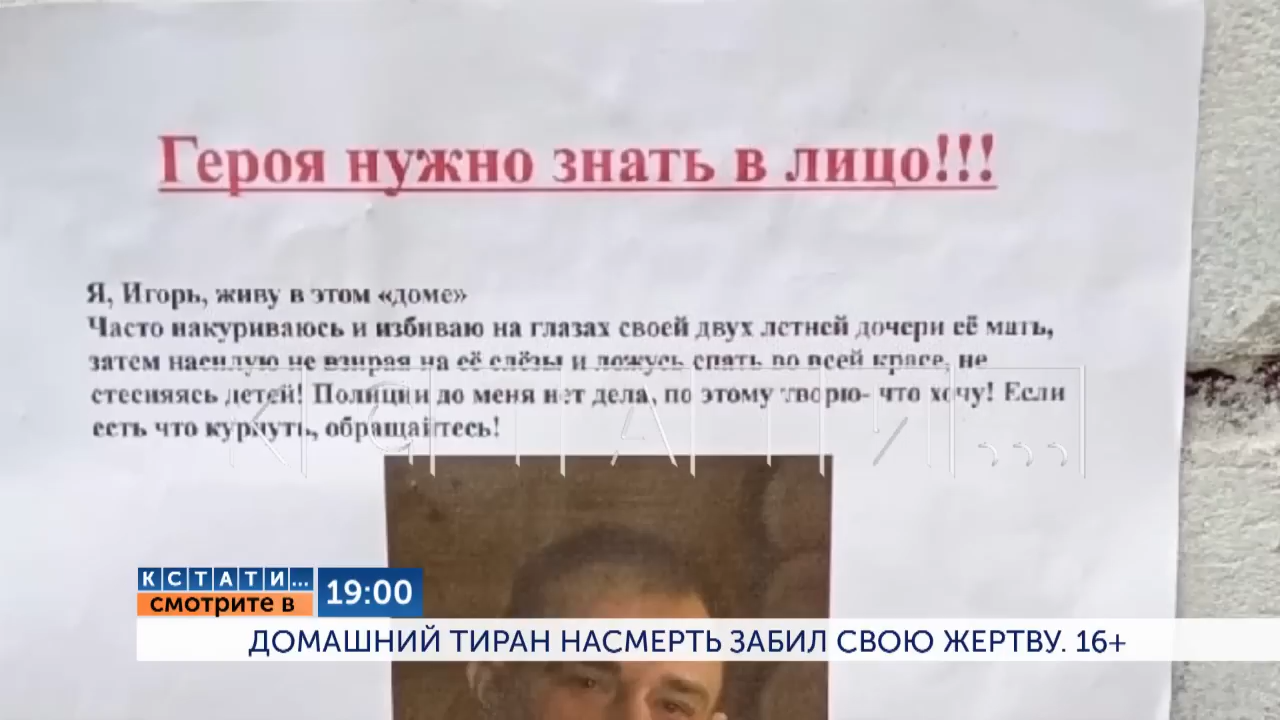 Героя нужно знать в лицо!!!
Я, Игорь, живу в этом «доме»
Часто накуриваюсь и избиваю на глазах своей двух летней дочери её мать,
затем насилую не взирая на её слёзы и ложусь спать во всей красе, не
стесняясь детей! Полиции до меня нет дела, по этому творю- что хочу! Если
есть что курнуть, обращайтесь!
КСТАТИ...
КСТАТИ...
смотрите в
19:00
ДОМАШНИЙ ТИРАН НАСМЕРТЬ ЗАБИЛ СВОЮ ЖЕРТВУ. 16+